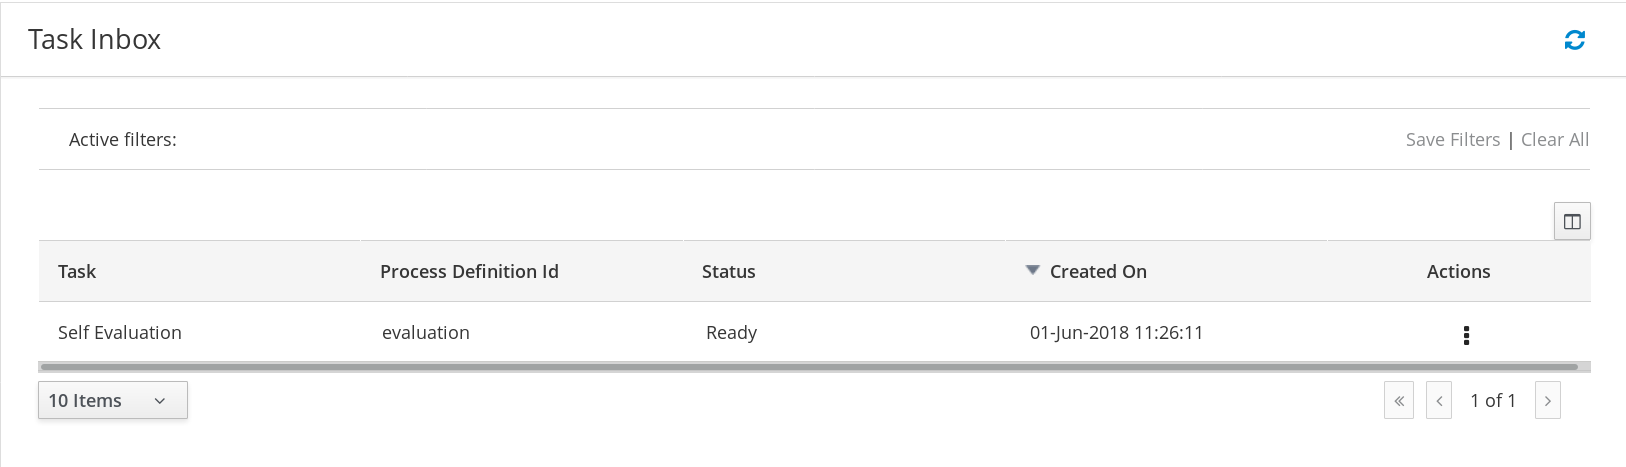 Task Inbox
Active filters:
Save Filters | Clear All
Task Process Definition Id Status Created On Actions
Self Evaluation evaluation Ready 01-Jun-2018 11:26:11
10 Items
1 of 1